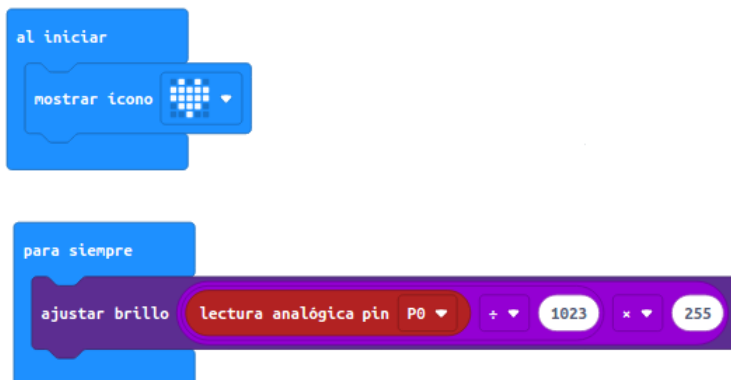 al iniciar
mostrar ícono
para siempre
ajustar brillo lectura analógica pin P0 ÷ 1023 × 255